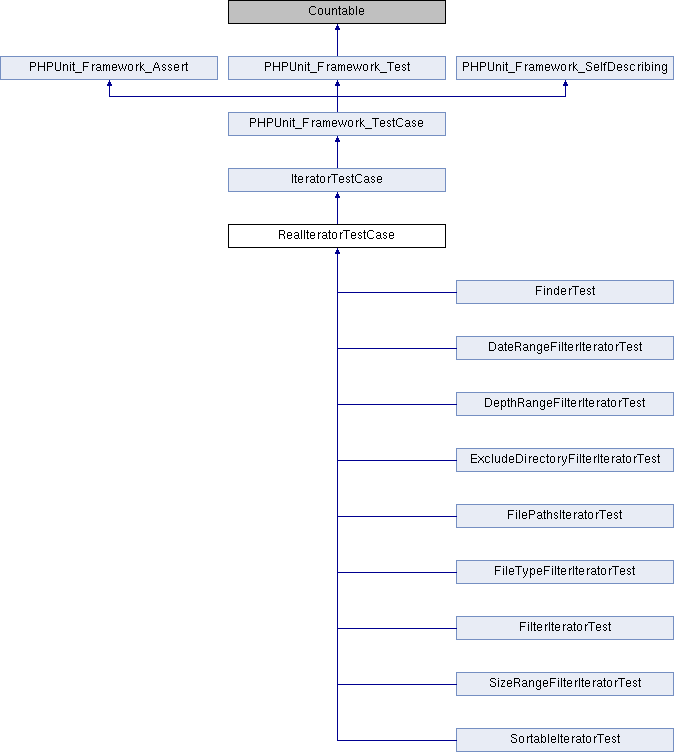 Countable
PHPUnit_Framework_Assert
PHPUnit_Framework_Test
PHPUnit_Framework_SelfDescribing
PHPUnit_Framework_TestCase
IteratorTestCase
RealIteratorTestCase
FinderTest
DateRangeFilterIteratorTest
DepthRangeFilterIteratorTest
ExcludeDirectoryFilterIteratorTest
FilePathsIteratorTest
FileTypeFilterIteratorTest
FilterIteratorTest
SizeRangeFilterIteratorTest
SortableIteratorTest